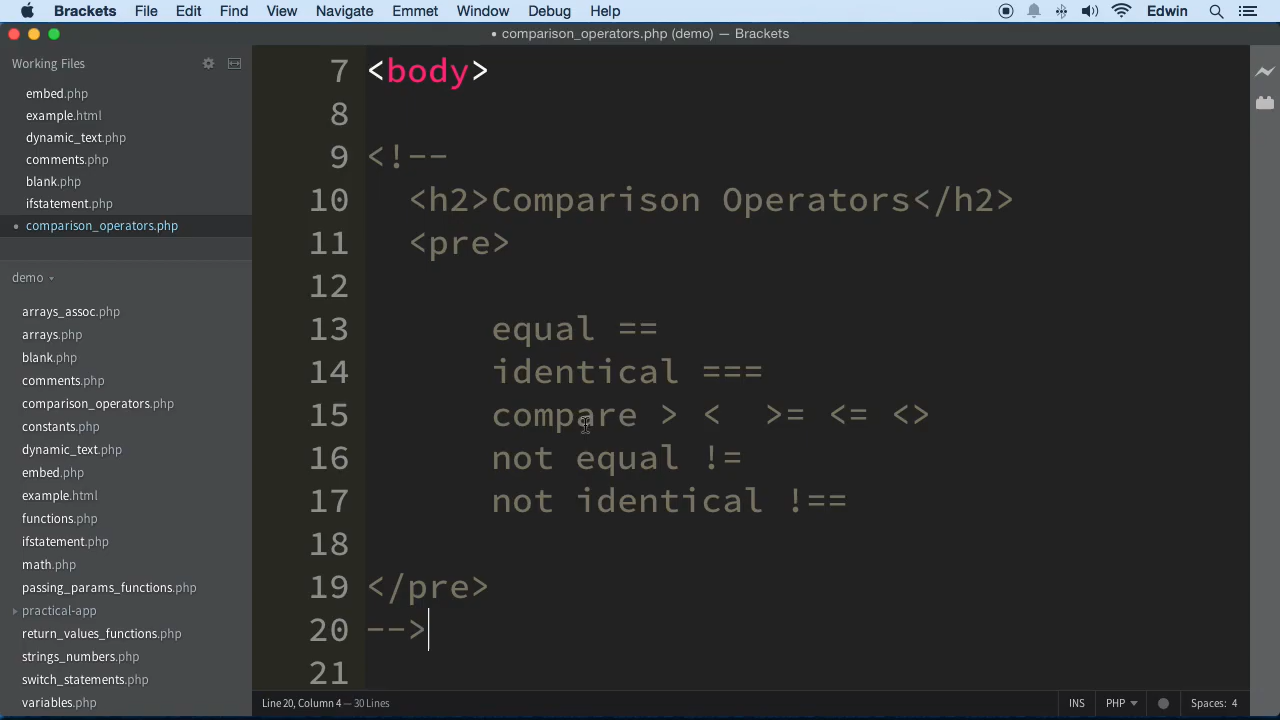 Brackets File Edit Find View Navigate Emmet Window Debug Help Edwin
• comparison_operators.php (demo) — Brackets
Working Files
embed.php
example.html
dynamic_text.php
comments.php
blank.php
ifstatement.php
comparison_operators.php
demo
arrays_assoc.php
arrays.php
blank.php
comments.php
comparison_operators.php
constants.php
dynamic_text.php
embed.php
example.html
functions.php
ifstatement.php
math.php
passing_params_functions.php
practical-app
return_values_functions.php
strings_numbers.php
switch_statements.php
variables.php
7 <body>
8
9 <!--
10 <h2>Comparison Operators</h2>
11 <pre>
12
13 equal ==
14 identical ===
15 compare > < >= <= <>
16 not equal !=
17 not identical !==
18
19 </pre>
20 -->
21
Line 20, Column 4 — 30 Lines
INS PHP Spaces: 4